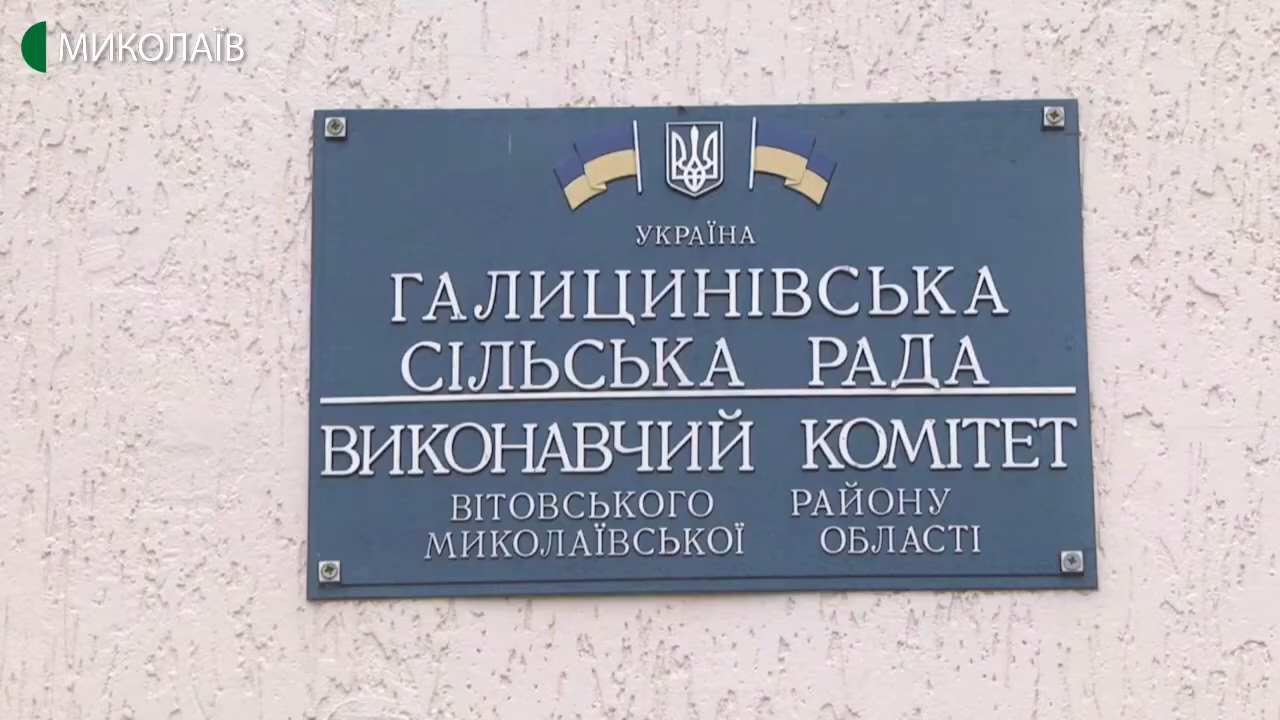 МИКОЛАЇВ
УКРАЇНА
ГАЛИЦИНІВСЬКА
СІЛЬСЬКА РАДА
ВИКОНАВЧИЙ КОМІТЕТ
ВІТОВСЬКОГО РАЙОНУ
МИКОЛАЇВСЬКОЇ ОБЛАСТІ